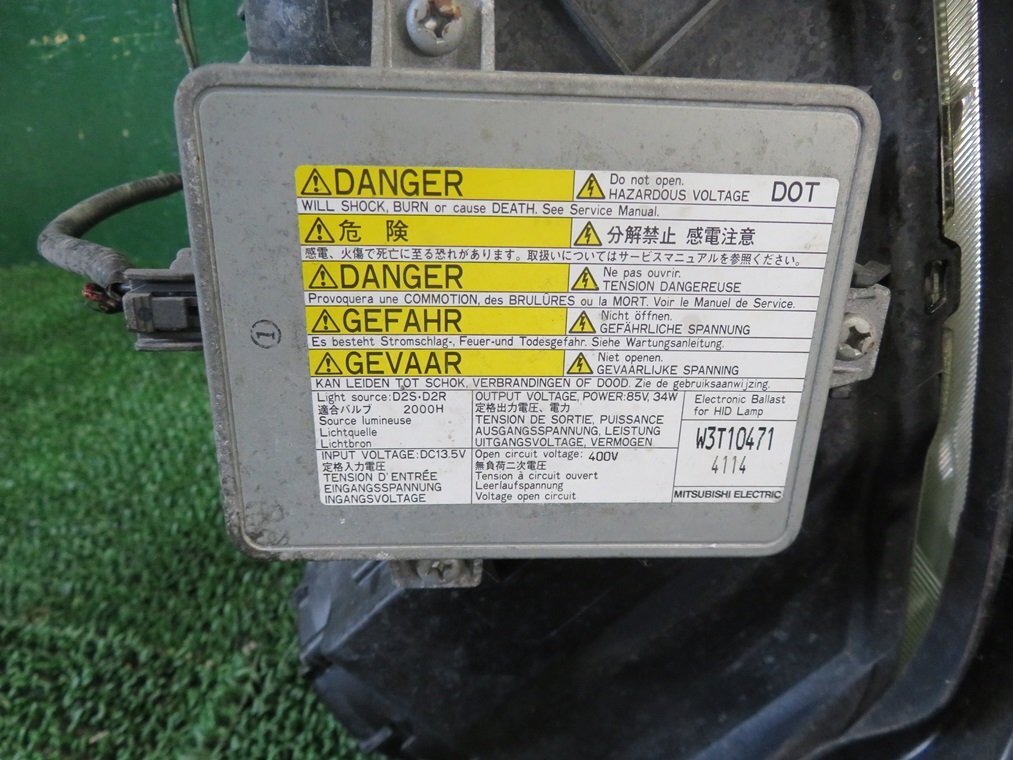 DANGER
Do not open.
HAZARDOUS VOLTAGE DOT
WILL SHOCK, BURN or cause DEATH. See Service Manual.
危 険
分解禁止 感電注意
感電、火傷で死亡に至る恐れがあります。取扱いについてはサービスマニュアルを参照ください。
DANGER
Ne pas ouvrir.
TENSION DANGEREUSE
Provoquera une COMMOTION, des BRULÛRES ou la MORT. Voir le Manuel de Service.
GEFAHR
Nicht öffnen.
GEFÄHRLICHE SPANNUNG
Es besteht Stromschlag-, Feuer-und Todesgefahr. Siehe Wartungsanleitung.
GEVAAR
Niet openen.
GEVAARLIJKE SPANNING
KAN LEIDEN TOT SCHOK, VERBRANDINGEN OF DOOD. Zie de gebruiksaanwijzing.
Light source:D2S·D2R
適合バルブ 2000H
Source lumineuse
Lichtquelle
Lichtbron
OUTPUT VOLTAGE, POWER:85V, 34W
定格出力電圧、電力
TENSION DE SORTIE, PUISSANCE
AUSGANGSSPANNUNG, LEISTUNG
UITGANGSVOLTAGE, VERMOGEN
Electronic Ballast
for HID Lamp
W3T10471
4114
MITSUBISHI ELECTRIC
INPUT VOLTAGE:DC13.5V
定格入力電圧
TENSION D'ENTRÉE
EINGANGSSPANNUNG
INGANGSVOLTAGE
Open circuit voltage: 400V
無負荷二次電圧
Tension à circuit ouvert
Leerlaufspannung
Voltage open circuit
①